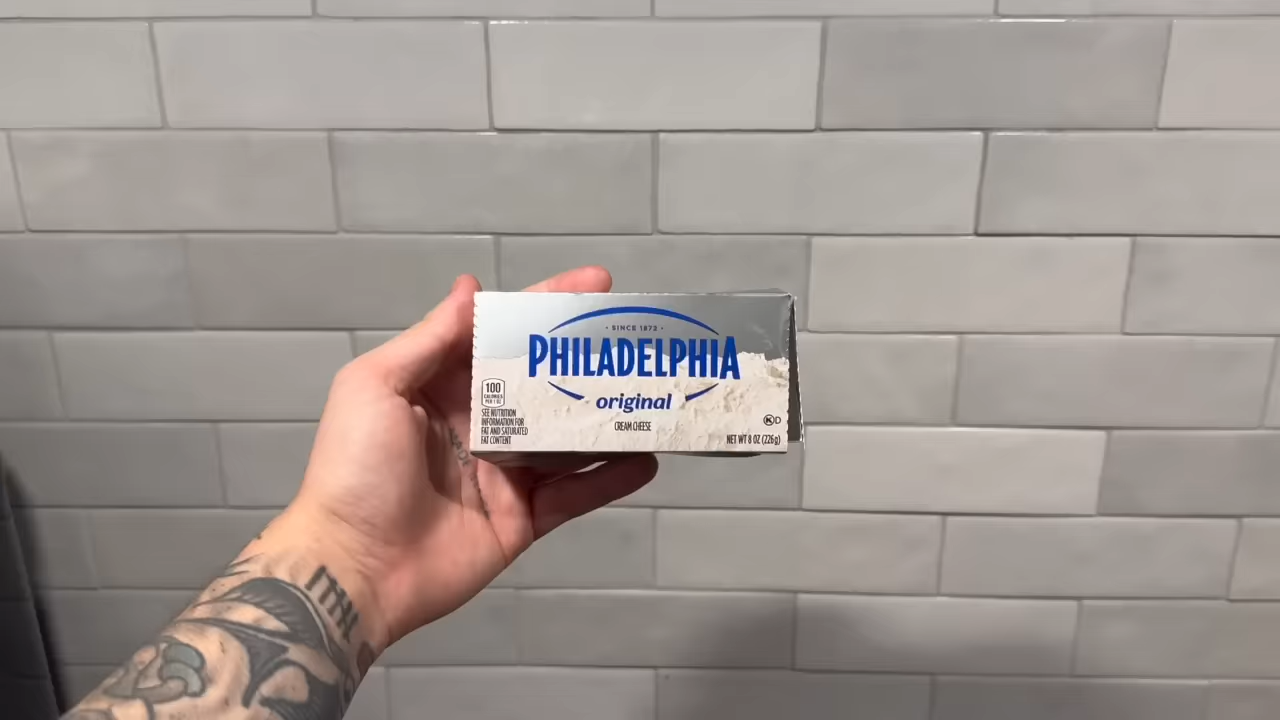 · SINCE 1872 ·
PHILADELPHIA
original
CREAM CHEESE
100
CALORIES
PER 1 OZ
SEE NUTRITION
INFORMATION FOR
FAT AND SATURATED
FAT CONTENT
K D
NET WT 8 OZ (226g)